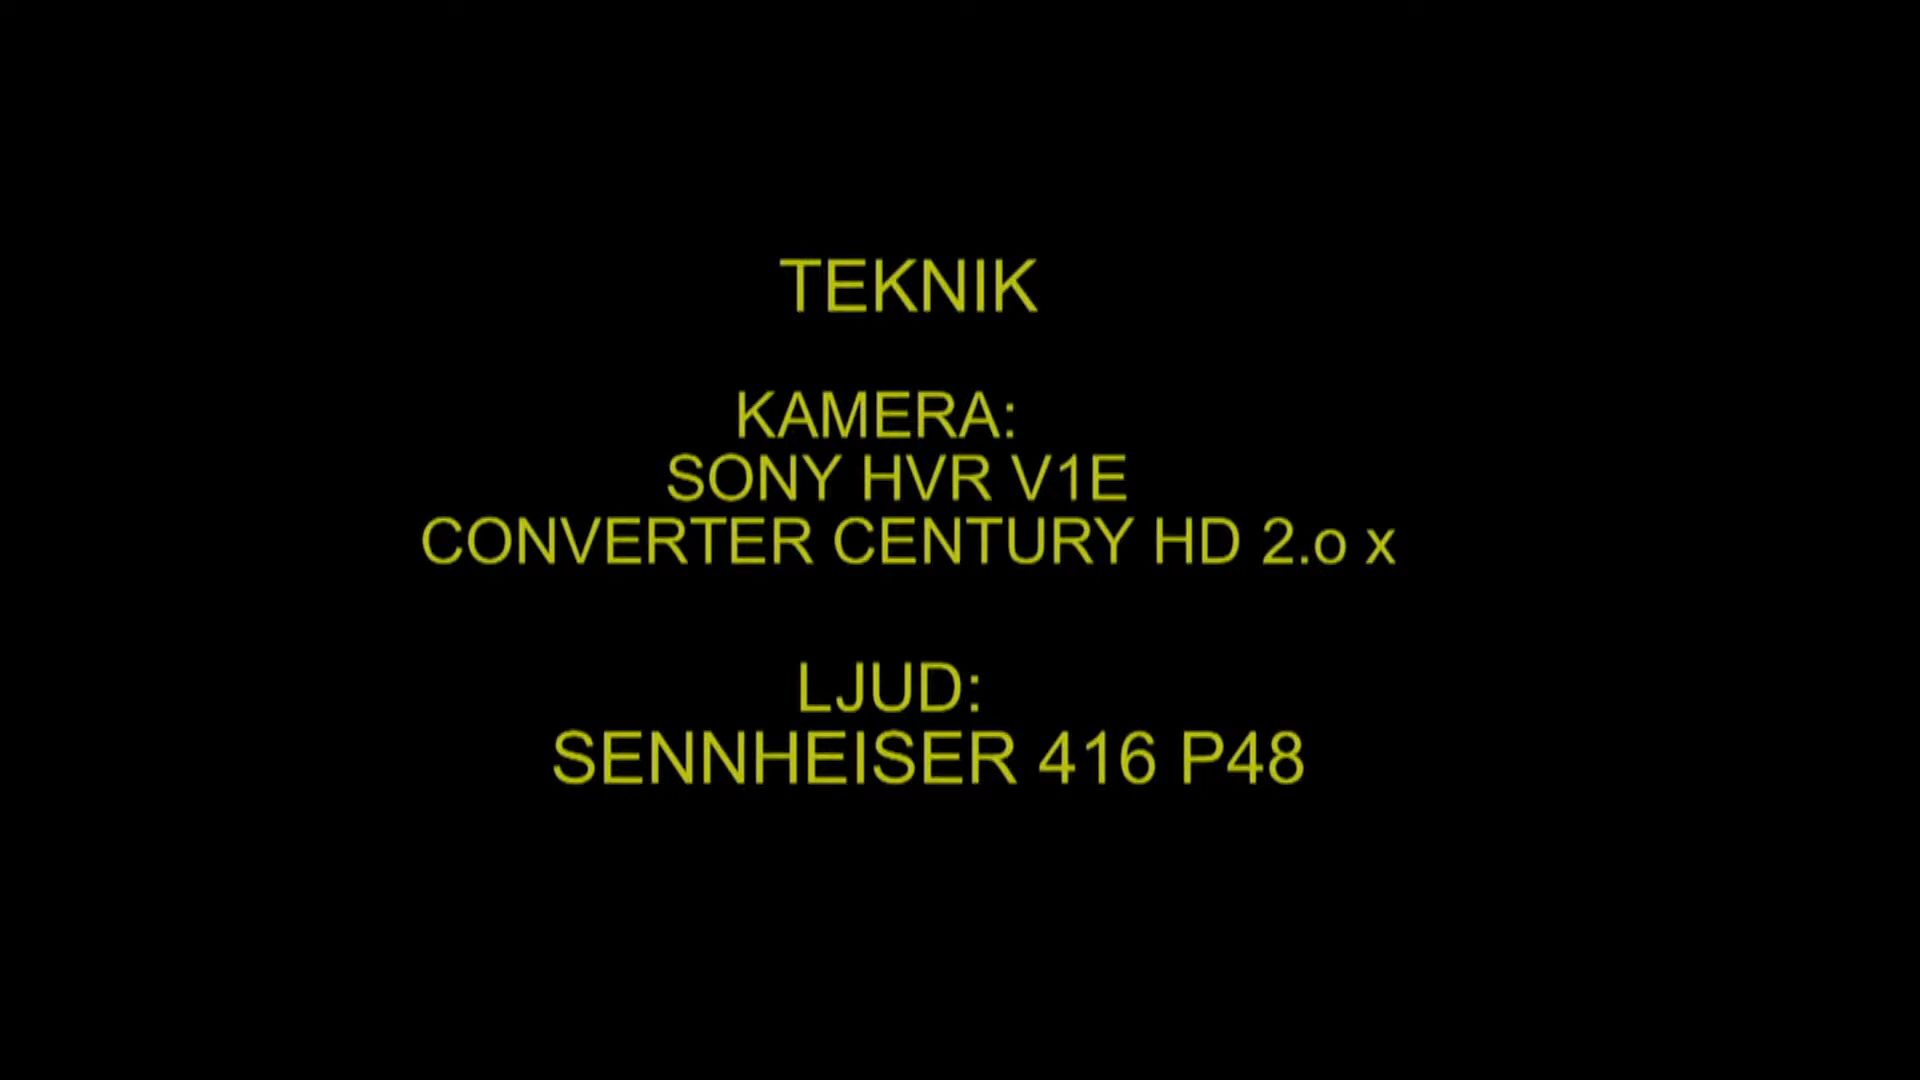 TEKNIK
KAMERA:
SONY HVR V1E
CONVERTER CENTURY HD 2.o x
LJUD:
SENNHEISER 416 P48